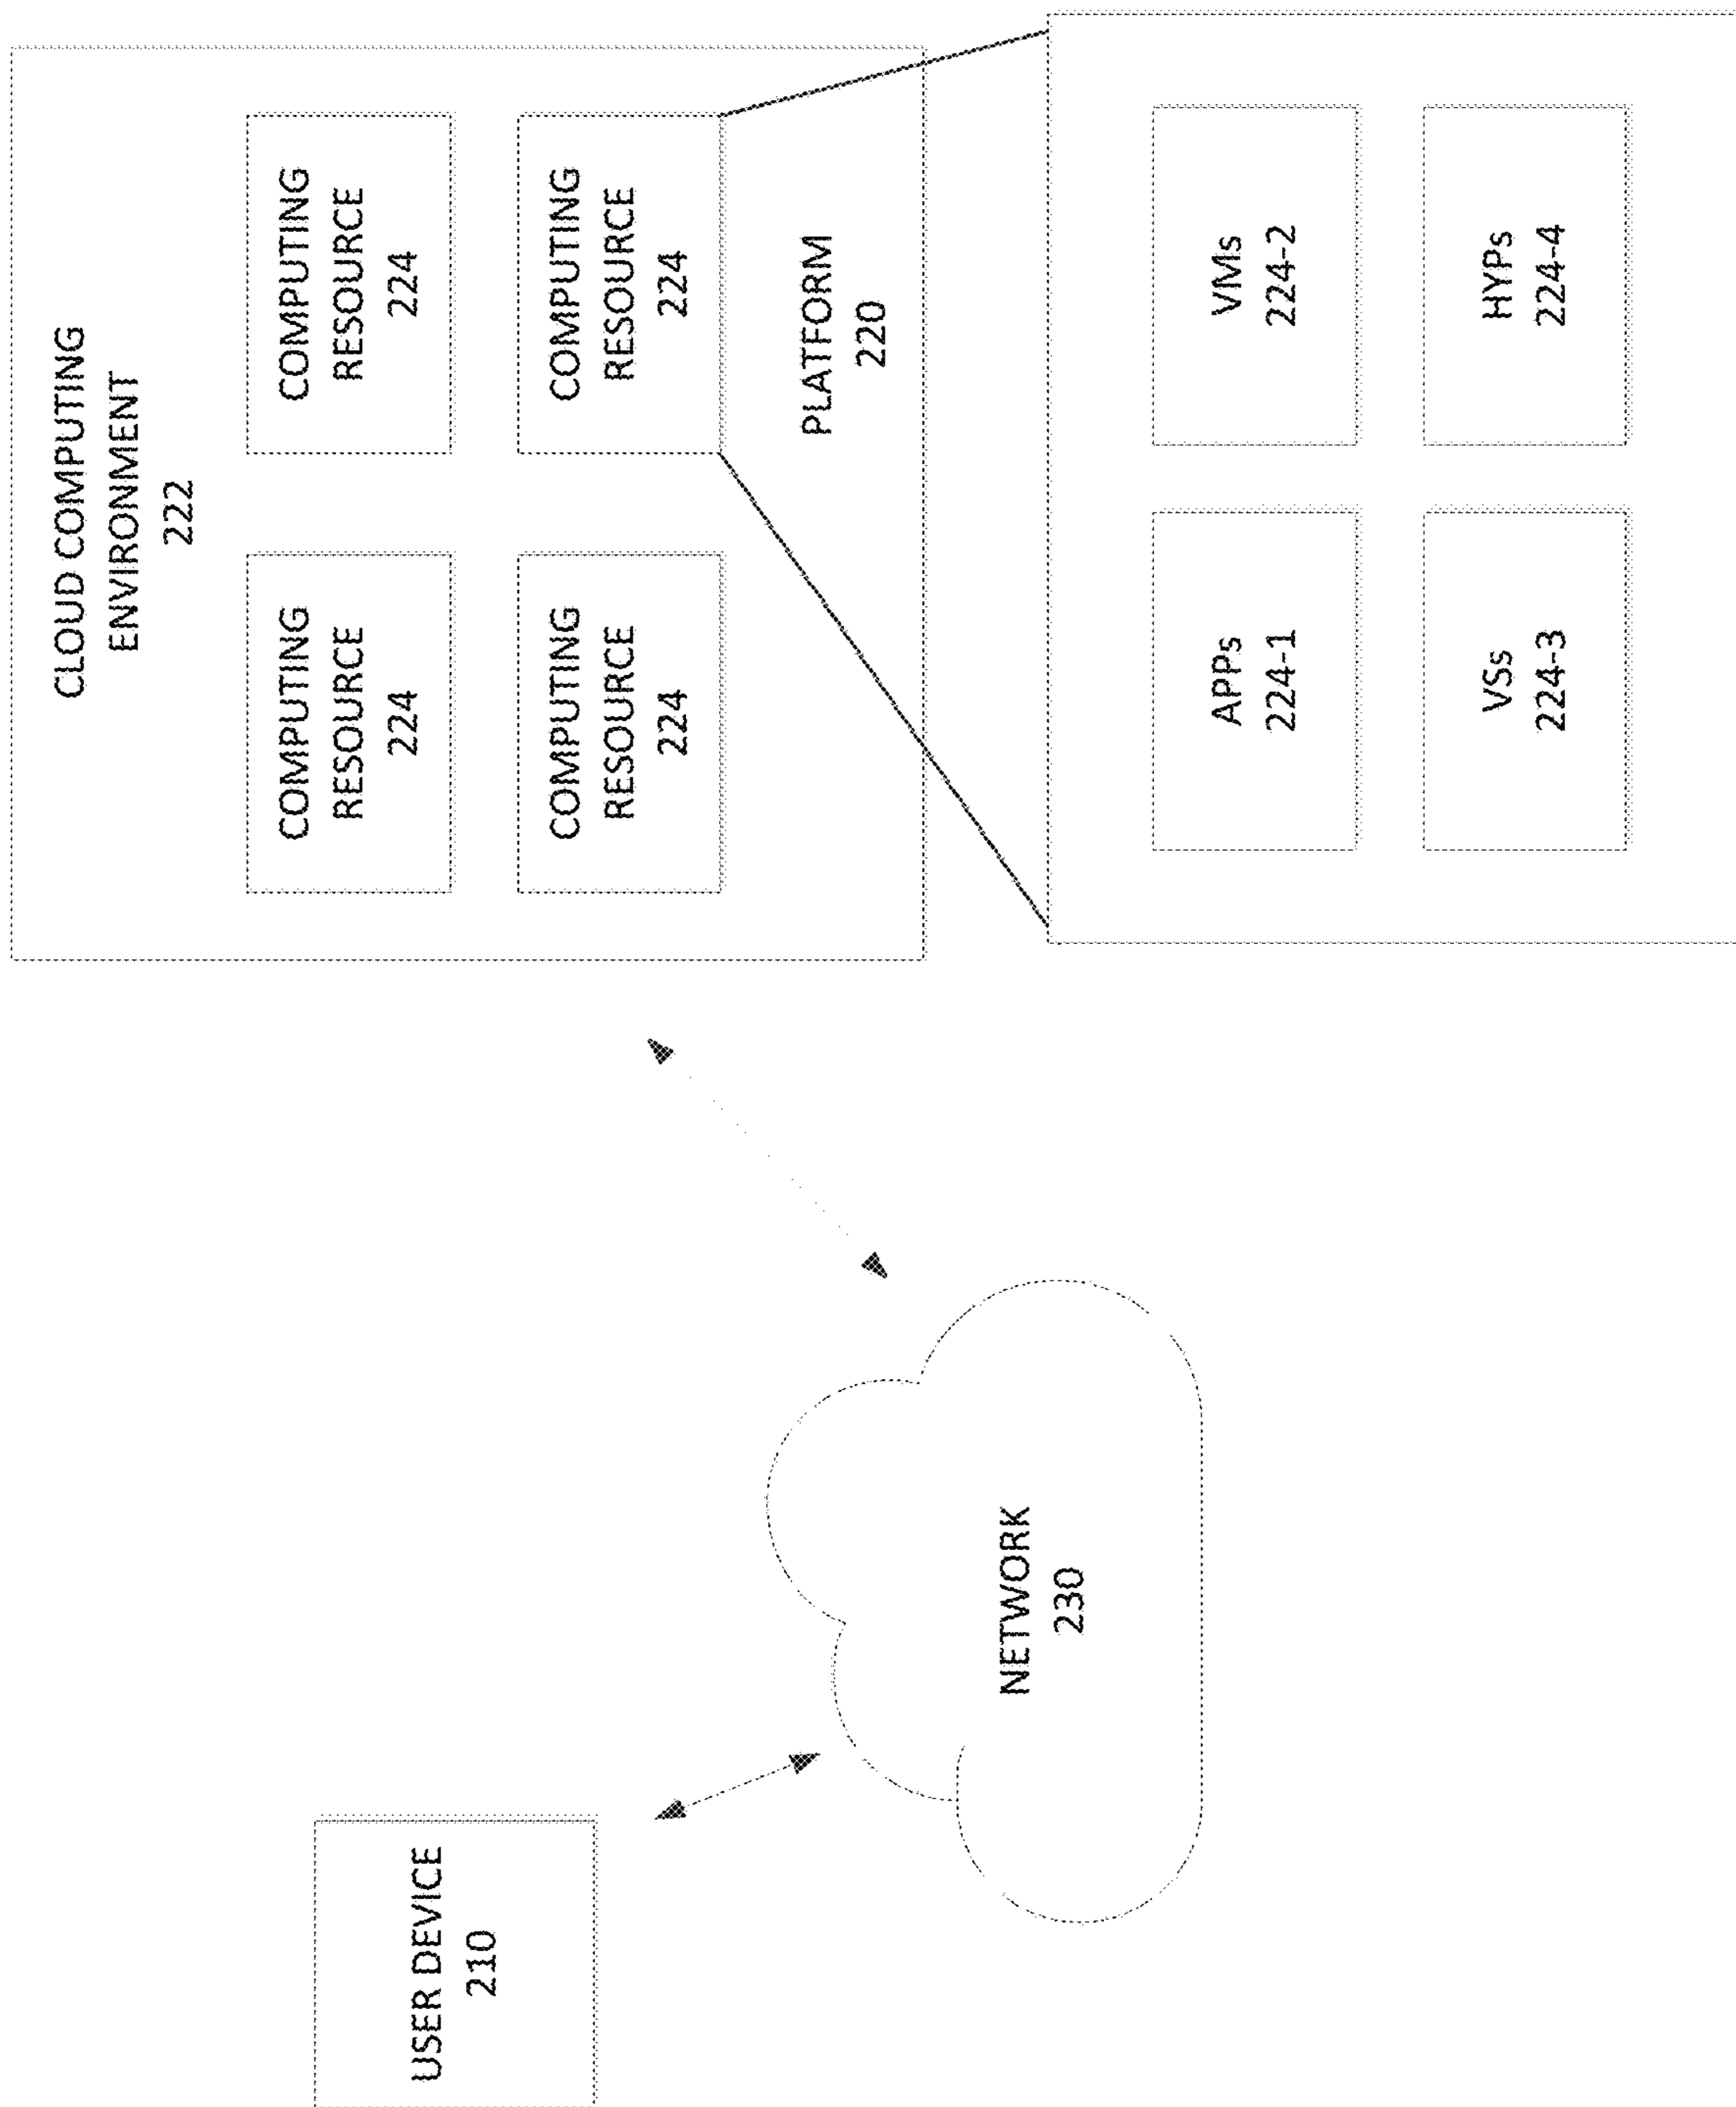 CLOUD COMPUTING
ENVIRONMENT
222
COMPUTING
RESOURCE
224
COMPUTING
RESOURCE
224
COMPUTING
RESOURCE
224
COMPUTING
RESOURCE
224
PLATFORM
220
USER DEVICE
210
NETWORK
230
APPs
224-1
VMs
224-2
VSs
224-3
HYPs
224-4